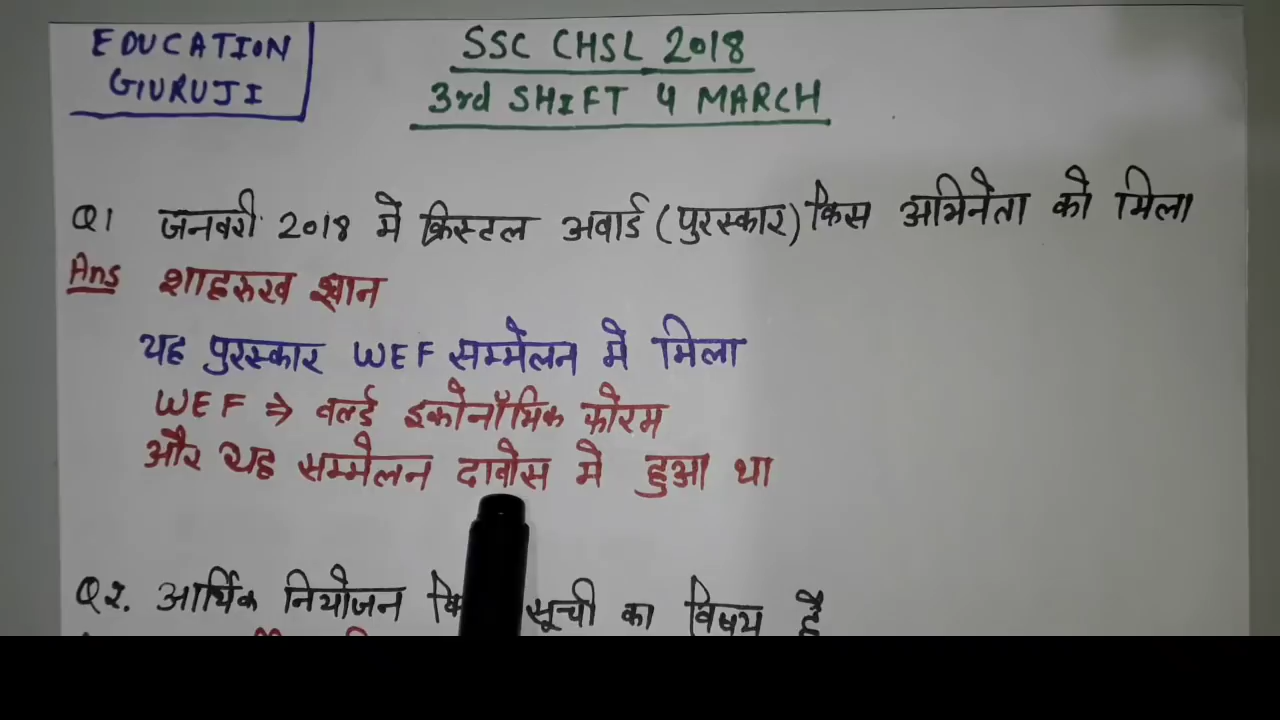 EDUCATION
GURUJI
SSC CHSL 2018
3rd SHIFT 4 MARCH
Q1 जनवरी 2018 मे क्रिस्टल अवार्ड (पुरस्कार) किस अभिनेता को मिला
Ans शाहरुख खान
यह पुरस्कार WEF सम्मेलन मे मिला
WEF ⇒ वर्ल्ड इकोनॉमिक फोरम
और यह सम्मेलन दावोस मे हुआ था
Q2. आर्थिक नियोजन सूची का विषय है